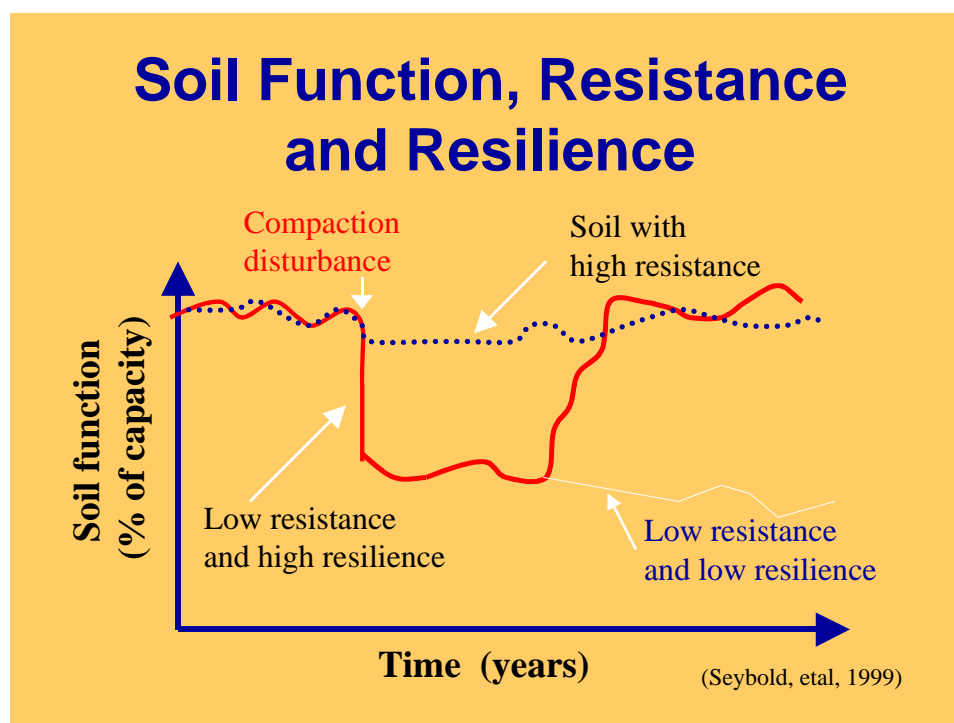 Soil Function, Resistance
and Resilience
Compaction
disturbance
Soil with
high resistance
Soil function
(% of capacity)
Low resistance
and high resilience
Low resistance
and low resilience
Time (years)
(Seybold, etal, 1999)